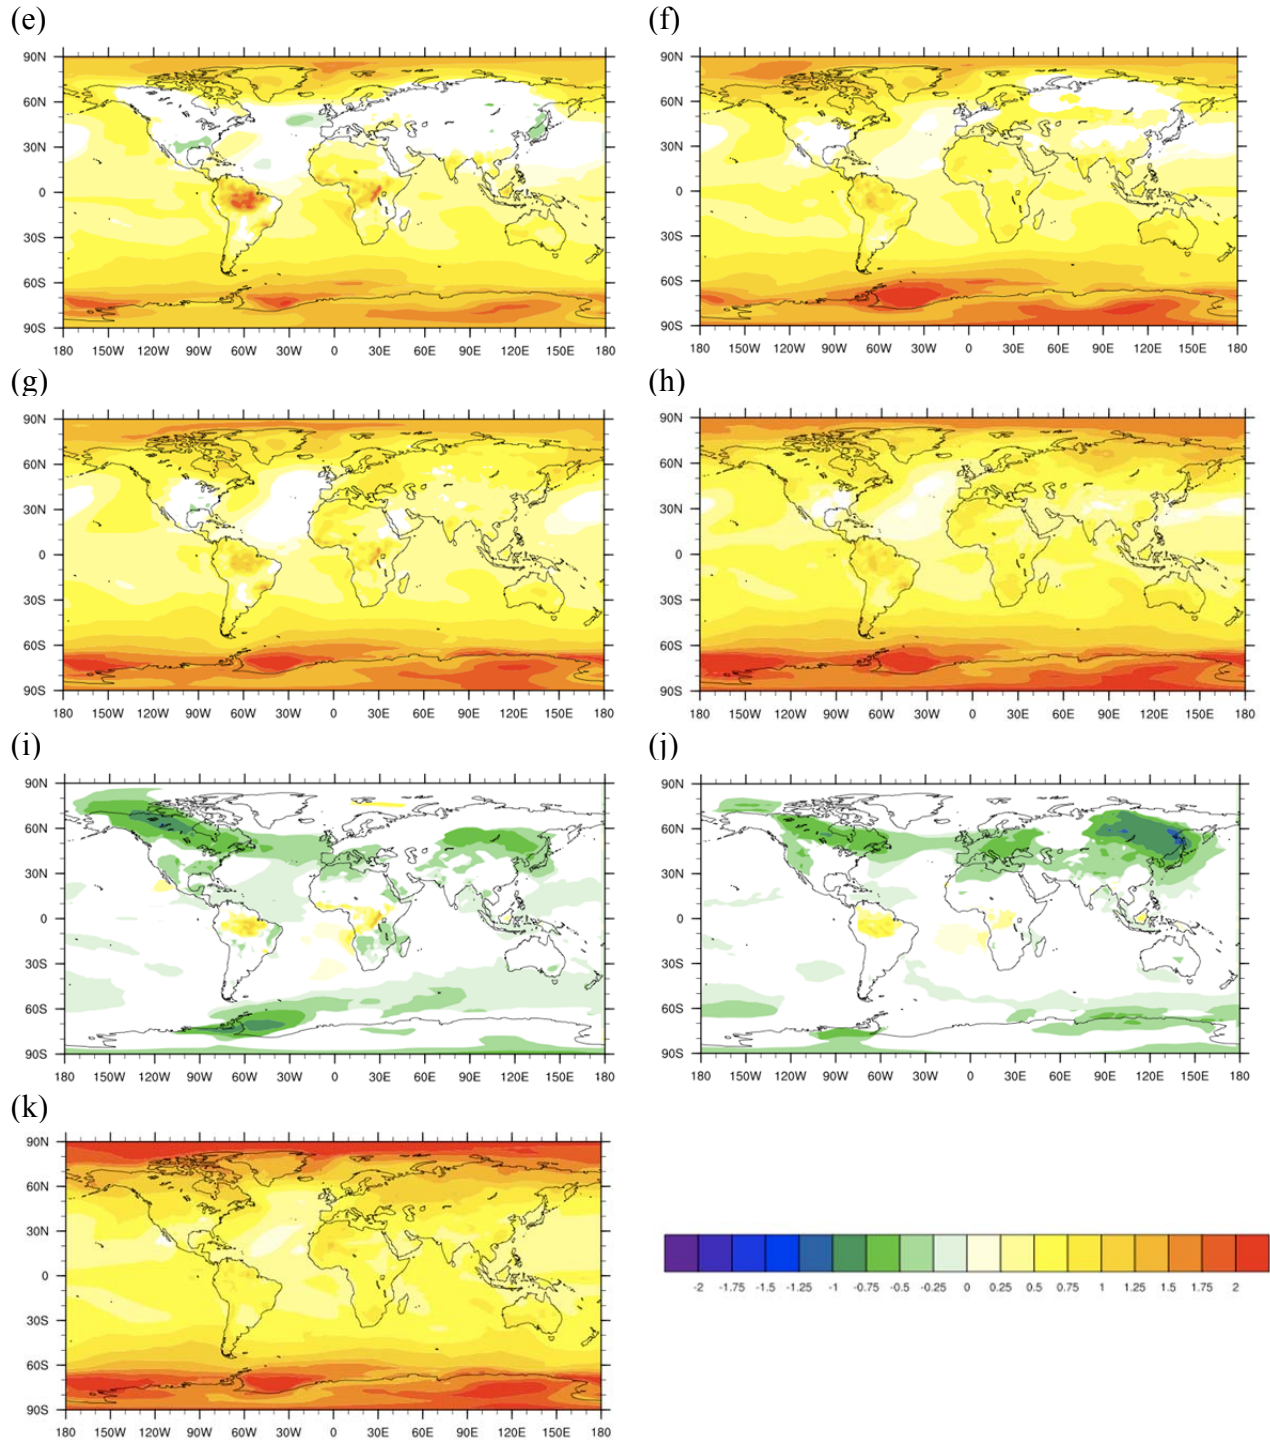 (e) (f)
90N 90N
60N 60N
30N 30N
0 0
30S 30S
60S 60S
90S 90S
180 150W 120W 90W 60W 30W 0 30E 60E 90E 120E 150E 180 180 150W 120W 90W 60W 30W 0 30E 60E 90E 120E 150E 180
(g) (h)
90N 90N
60N 60N
30N 30N
0 0
30S 30S
60S 60S
90S 90S
180 150W 120W 90W 60W 30W 0 30E 60E 90E 120E 150E 180 180 150W 120W 90W 60W 30W 0 30E 60E 90E 120E 150E 180
(i) (j)
90N 90N
60N 60N
30N 30N
0 0
30S 30S
60S 60S
90S 90S
180 150W 120W 90W 60W 30W 0 30E 60E 90E 120E 150E 180 180 150W 120W 90W 60W 30W 0 30E 60E 90E 120E 150E 180
(k)
90N
60N
30N
0
30S
60S
90S
180 150W 120W 90W 60W 30W 0 30E 60E 90E 120E 150E 180
-2 -1.75 -1.5 -1.25 -1 -0.75 -0.5 -0.25 0 0.25 0.5 0.75 1 1.25 1.5 1.75 2